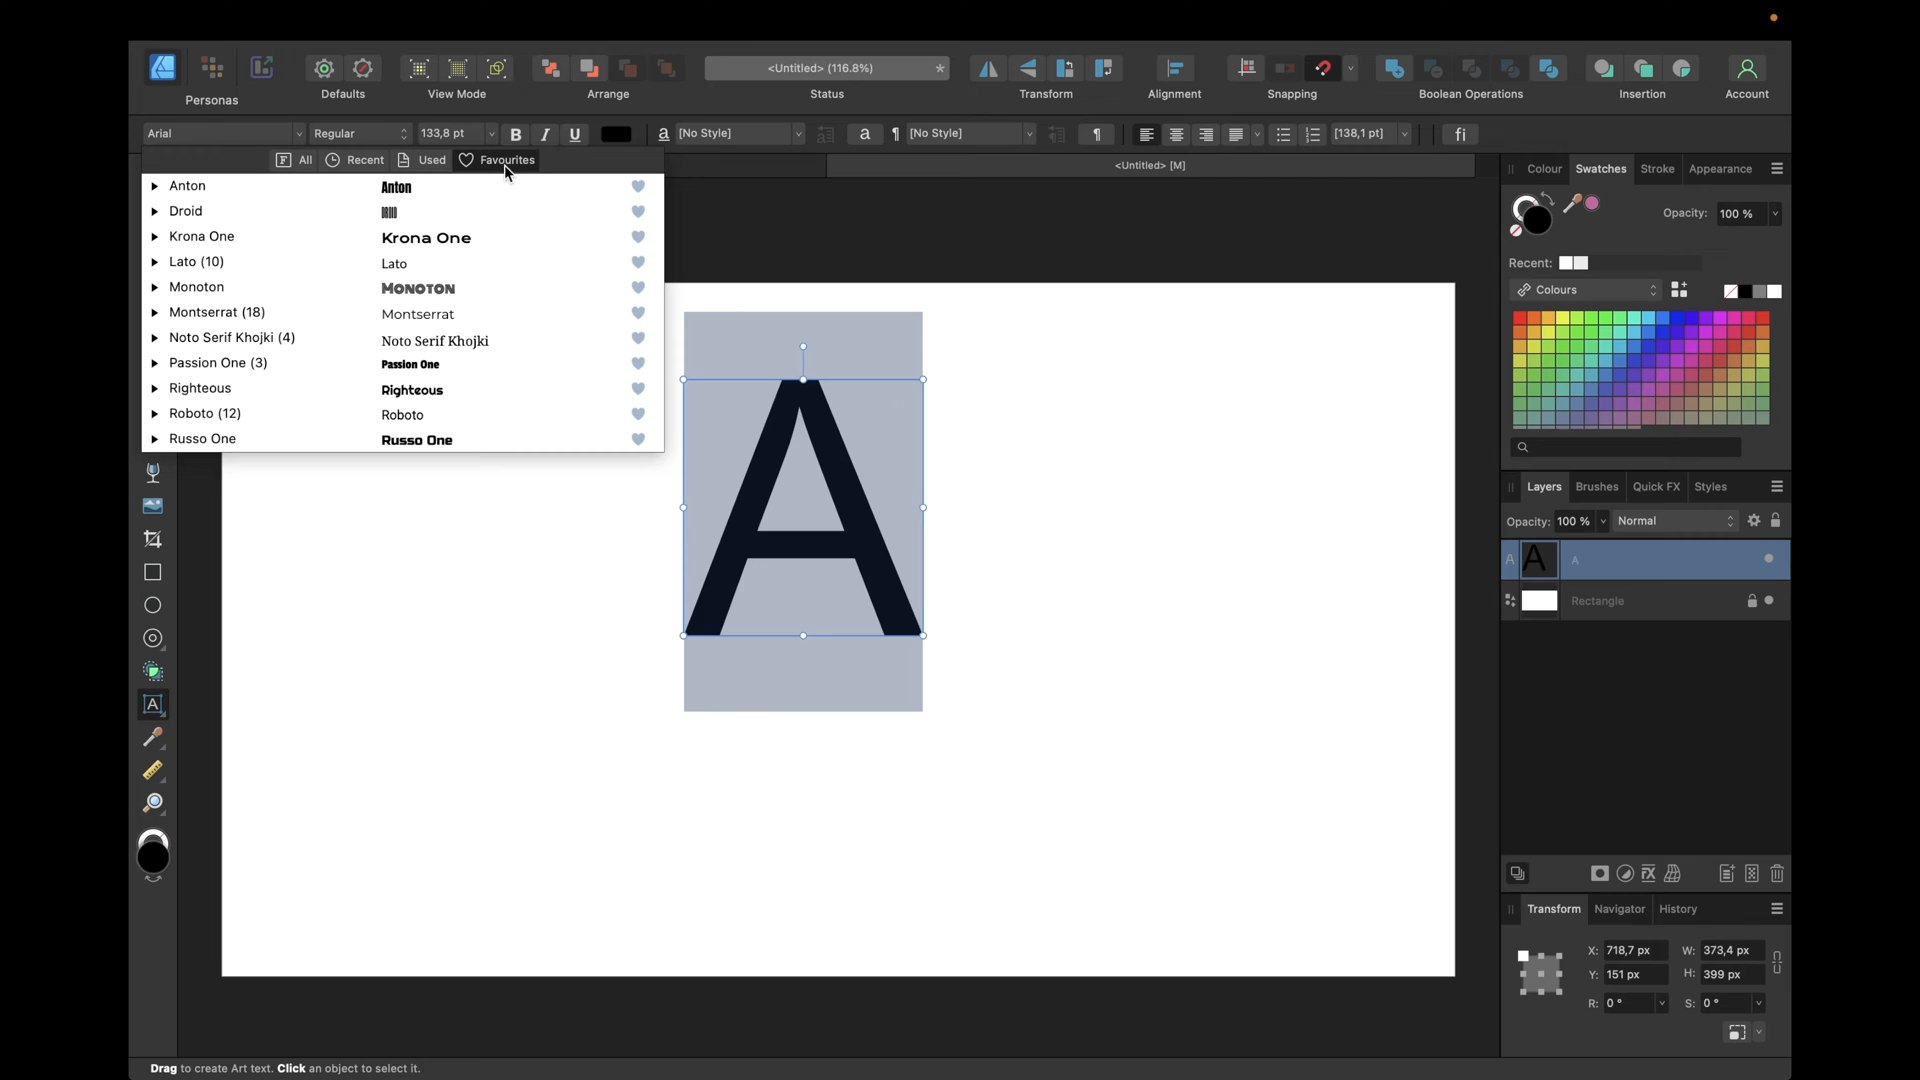 <Untitled> (116.8%)
*
Personas
Defaults
View Mode
Arrange
Status
Transform
Alignment
Snapping
Boolean Operations
Insertion
Account
Arial
Regular
133,8 pt
B
I
U
a
[No Style]
a
¶
[No Style]
¶
[138,1 pt]
fi
All
Recent
Used
Favourites
<Untitled> [M]
Anton Anton
Droid DROID
Krona One Krona One
Lato (10) Lato
Monoton Monoton
Montserrat (18) Montserrat
Noto Serif Khojki (4) Noto Serif Khojki
Passion One (3) Passion One
Righteous Righteous
Roboto (12) Roboto
Russo One Russo One
A
A
Colour
Swatches
Stroke
Appearance
Opacity: 100 %
Recent:
Colours
Layers
Brushes
Quick FX
Styles
Opacity: 100 %
Normal
A
A
A
Rectangle
FX
Transform
Navigator
History
X: 718,7 px
W: 373,4 px
Y: 151 px
H: 399 px
R: 0 °
S: 0 °
Drag to create Art text. Click an object to select it.